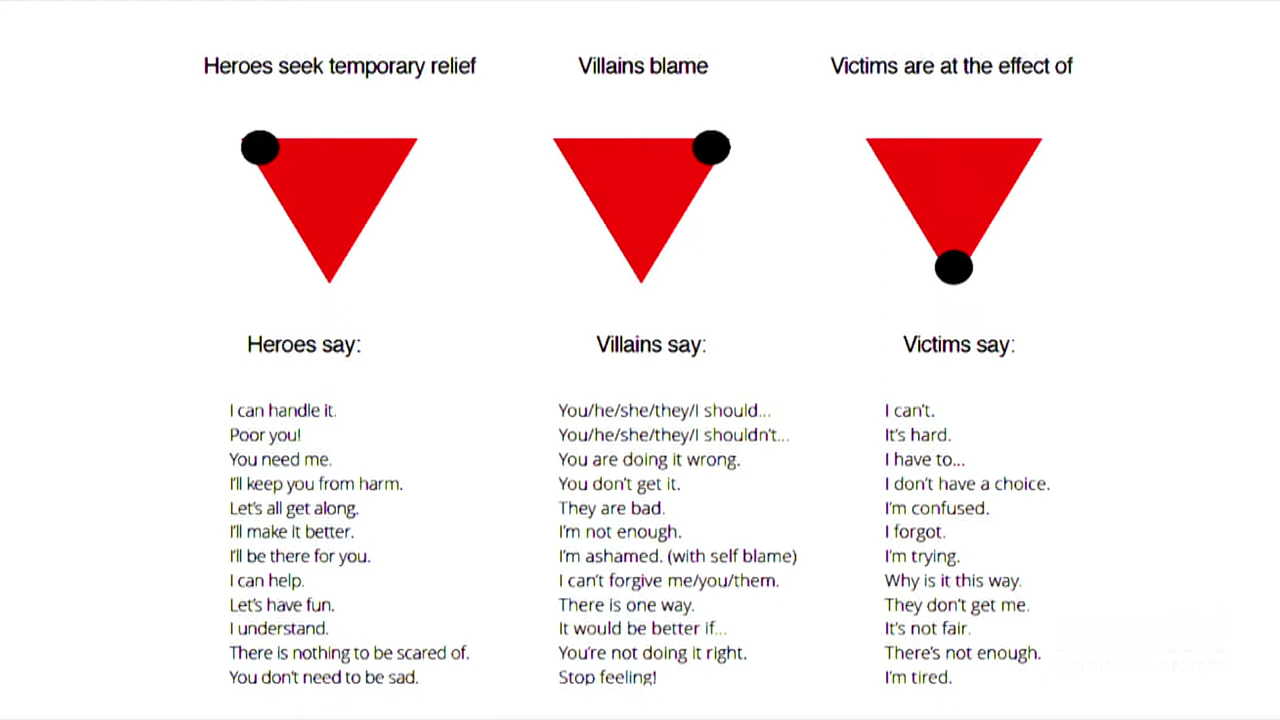 Heroes seek temporary relief
Villains blame
Victims are at the effect of
Heroes say:
I can handle it.
Poor you!
You need me.
I'll keep you from harm.
Let's all get along.
I'll make it better.
I'll be there for you.
I can help.
Let's have fun.
I understand.
There is nothing to be scared of.
You don't need to be sad.
Villains say:
You/he/she/they/I should...
You/he/she/they/I shouldn't...
You are doing it wrong.
You don't get it.
They are bad.
I'm not enough.
I'm ashamed. (with self blame)
I can't forgive me/you/them.
There is one way.
It would be better if...
You're not doing it right.
Stop feeling!
Victims say:
I can't.
It's hard.
I have to...
I don't have a choice.
I'm confused.
I forgot.
I'm trying.
Why is it this way.
They don't get me.
It's not fair.
There's not enough.
I'm tired.